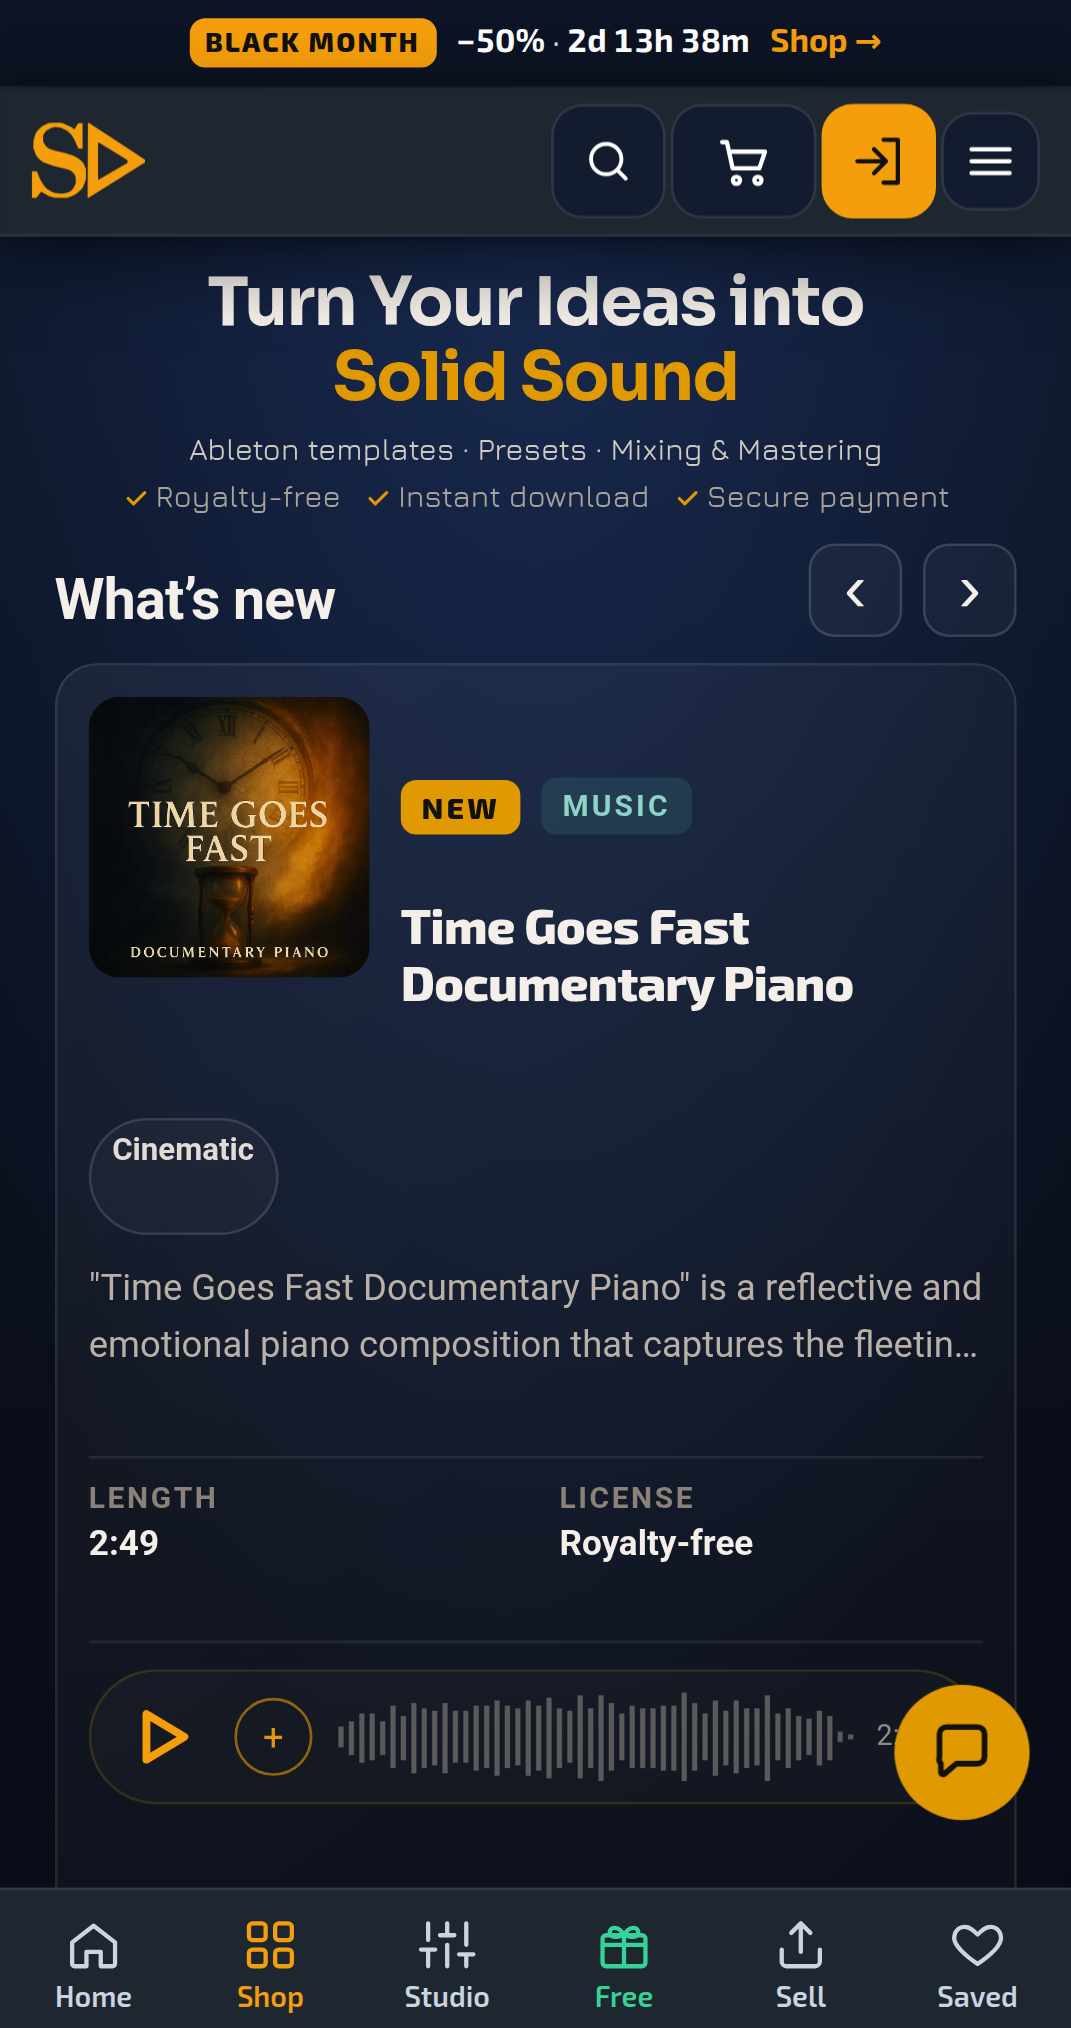 BLACK MONTH −50% · 2d 13h 38m Shop →
S
Turn Your Ideas into
Solid Sound
Ableton templates · Presets · Mixing & Mastering
✓ Royalty-free ✓ Instant download ✓ Secure payment
What’s new
TIME GOES
FAST
DOCUMENTARY PIANO
NEW MUSIC
Time Goes Fast
Documentary Piano
Cinematic
"Time Goes Fast Documentary Piano" is a reflective and
emotional piano composition that captures the fleetin...
LENGTH LICENSE
2:49 Royalty-free
+
Home Shop Studio Free Sell Saved